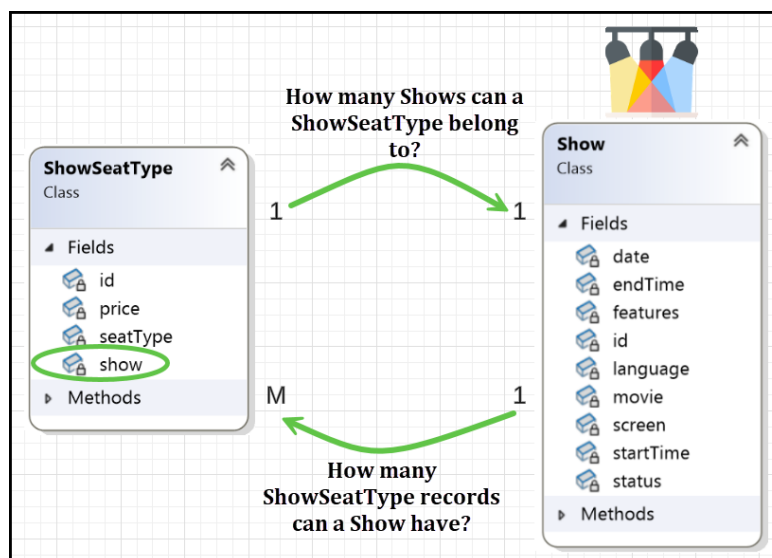 How many Shows can a
ShowSeatType belong
to?
ShowSeatType
Class
Fields
id
price
seatType
show
Methods
1
1
M
1
How many
ShowSeatType records
can a Show have?
Show
Class
Fields
date
endTime
features
id
language
movie
screen
startTime
status
Methods